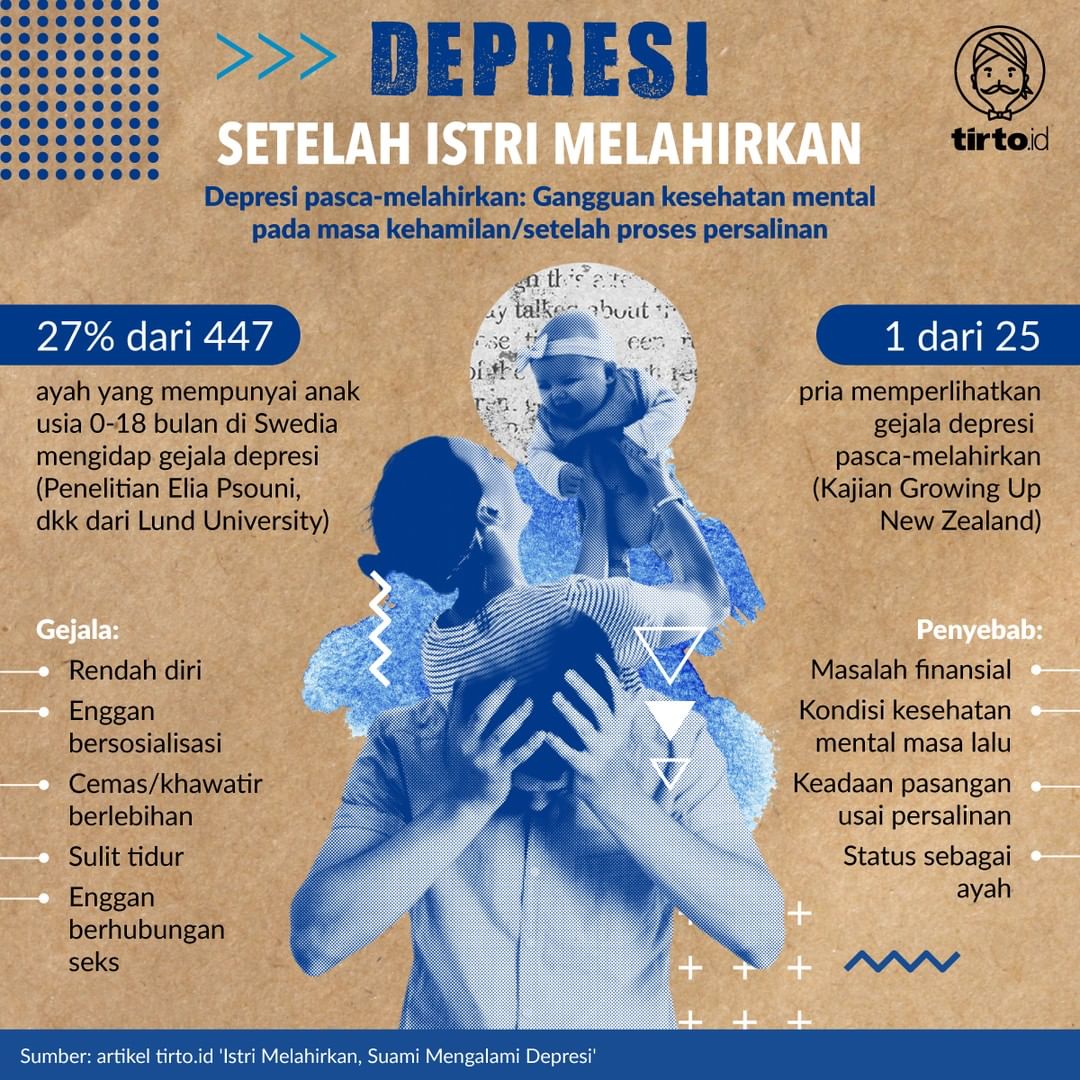 DEPRESI
SETELAH ISTRI MELAHIRKAN
tirto.id
Depresi pasca-melahirkan: Gangguan kesehatan mental
pada masa kehamilan/setelah proses persalinan
27% dari 447
ayah yang mempunyai anak
usia 0-18 bulan di Swedia
mengidap gejala depresi
(Penelitian Elia Psouni,
dkk dari Lund University)
1 dari 25
pria memperlihatkan
gejala depresi
pasca-melahirkan
(Kajian Growing Up
New Zealand)
talked about
Gejala:
Rendah diri
Enggan
bersosialisasi
Cemas/khawatir
berlebihan
Sulit tidur
Enggan
berhubungan
seks
Penyebab:
Masalah finansial
Kondisi kesehatan
mental masa lalu
Keadaan pasangan
usai persalinan
Status sebagai
ayah
Sumber: artikel tirto.id 'Istri Melahirkan, Suami Mengalami Depresi'